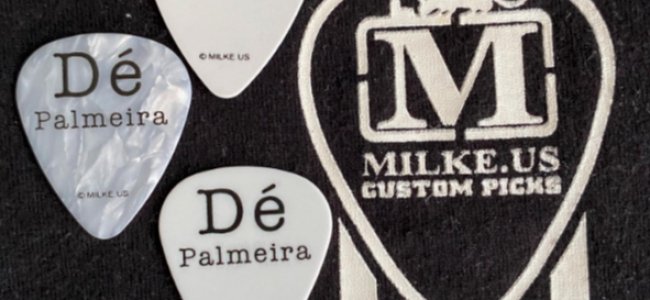 © MILKE.US
Dé
Palmeira
© MILKE.US
Dé
Palmeira
M
MILKE.US
CUSTOM PICKS